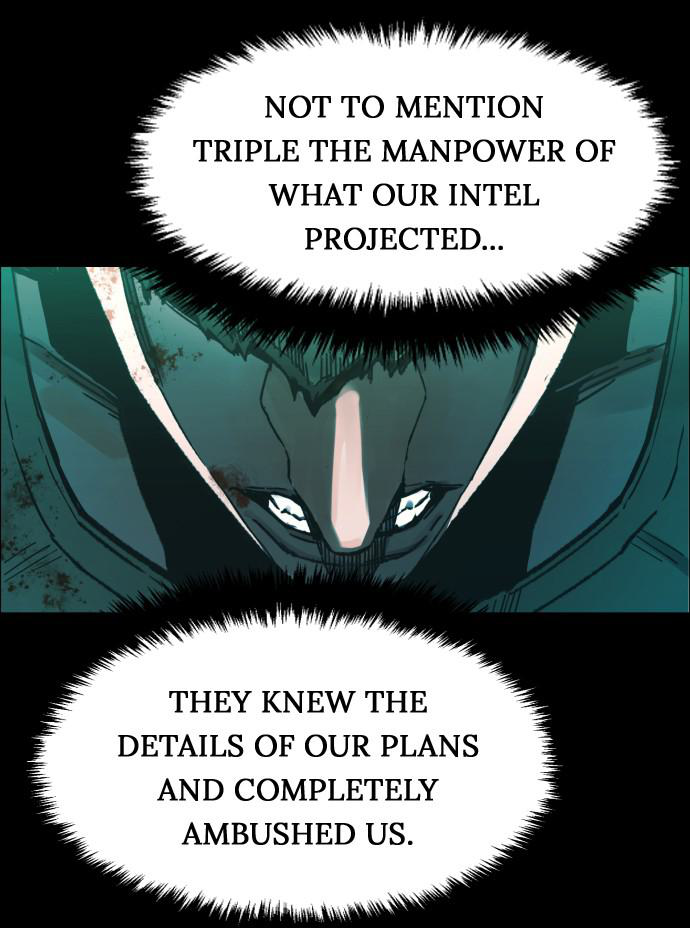 NOT TO MENTION
TRIPLE THE MANPOWER OF
WHAT OUR INTEL
PROJECTED...
THEY KNEW THE
DETAILS OF OUR PLANS
AND COMPLETELY
AMBUSHED US.